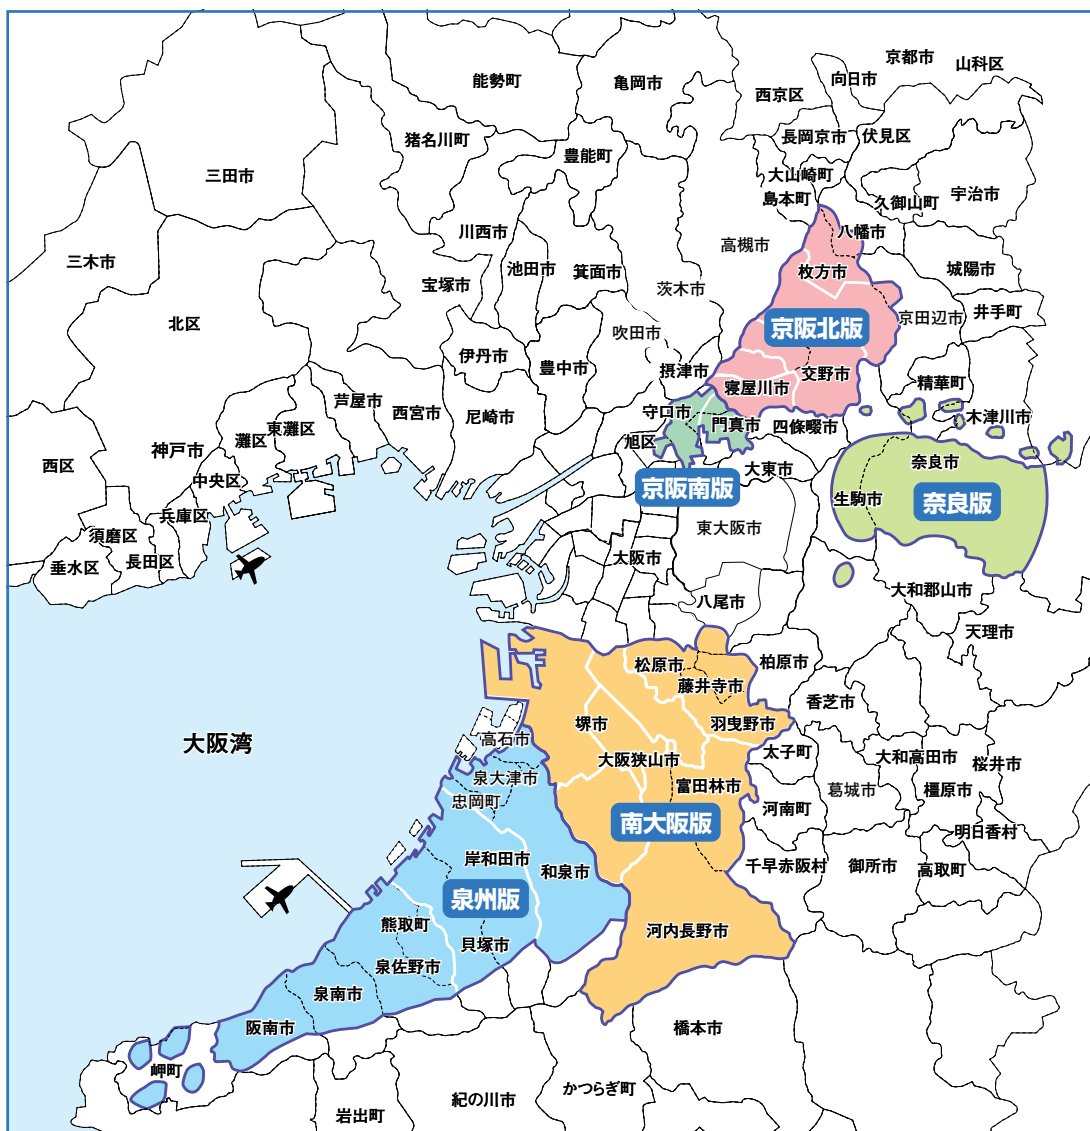 京都市
山科区
能勢町
亀岡市
向日市
西京区
猪名川町
長岡京市
伏見区
豊能町
三田市
大山崎町
島本町
久御山町
宇治市
川西市
高槻市
八幡市
三木市
池田市
箕面市
枚方市
城陽市
宝塚市
茨木市
北区
吹田市
京阪北版
京田辺市
井手町
伊丹市
豊中市
摂津市
交野市
精華町
寝屋川市
芦屋市
西宮市
尼崎市
守口市
門真市
四條畷市
木津川市
東灘区
灘区
旭区
神戸市
西区
中央区
大東市
奈良市
京阪南版
生駒市
奈良版
兵庫区
須磨区
東大阪市
長田区
垂水区
大阪市
大和郡山市
八尾市
天理市
松原市
柏原市
藤井寺市
香芝市
堺市
羽曳野市
大阪湾
高石市
太子町
大阪狭山市
大和高田市
桜井市
泉大津市
富田林市
葛城市
橿原市
忠岡町
河南町
南大阪版
明日香村
岸和田市
和泉市
千早赤阪村
御所市
高取町
泉州版
熊取町
河内長野市
貝塚市
泉佐野市
泉南市
阪南市
橋本市
岬町
かつらぎ町
紀の川市
岩出町